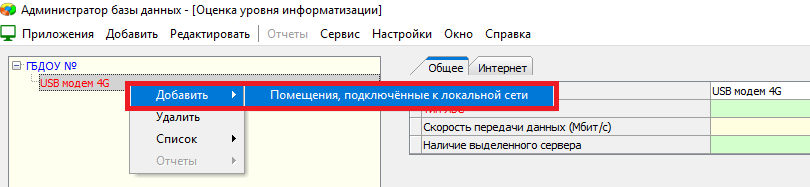 Администратор базы данных - [Оценка уровня информатизации]
Приложения Добавить Редактировать Отчеты Сервис Настройки Окно Справка
ГБДОУ №
USB модем 4G
Добавить
Помещения, подключённые к локальной сети
Удалить
Список
Отчеты
Общее Интернет
USB модем 4G
Скорость передачи данных (Мбит/с)
Наличие выделенного сервера